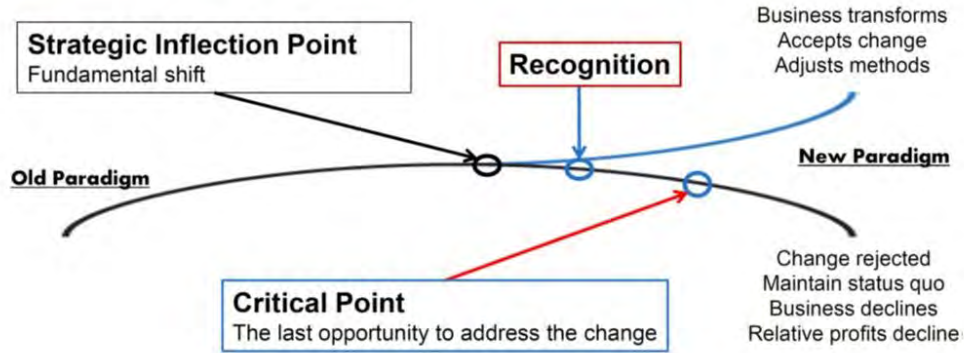 Strategic Inflection Point
Fundamental shift
Recognition
Business transforms
Accepts change
Adjusts methods
Old Paradigm
New Paradigm
Critical Point
The last opportunity to address the change
Change rejected
Maintain status quo
Business declines
Relative profits decline